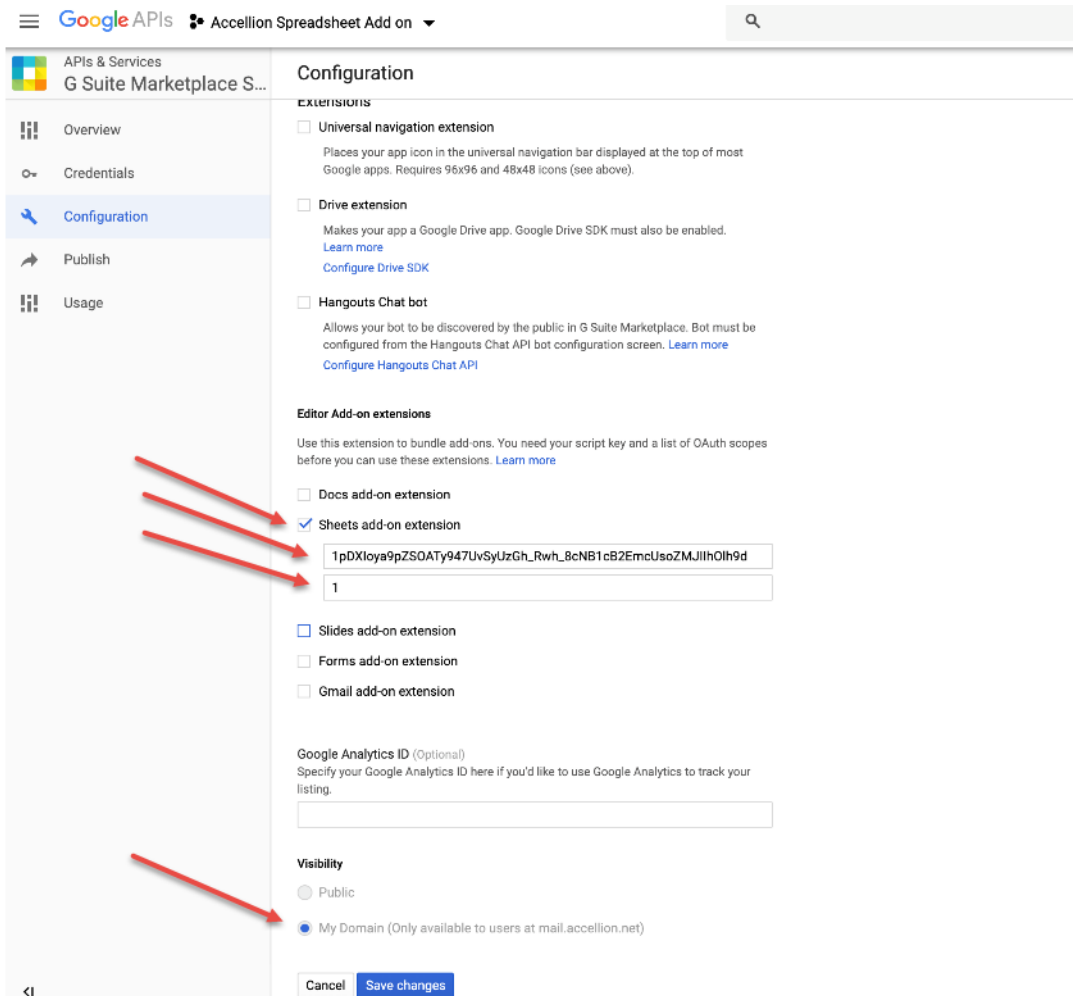 Google APIs
Accellion Spreadsheet Add on
APIs & Services
G Suite Marketplace S...
Overview
Credentials
Configuration
Publish
Usage
Configuration
Extensions
Universal navigation extension
Places your app icon in the universal navigation bar displayed at the top of most
Google apps. Requires 96x96 and 48x48 icons (see above).
Drive extension
Makes your app a Google Drive app. Google Drive SDK must also be enabled.
Learn more
Configure Drive SDK
Hangouts Chat bot
Allows your bot to be discovered by the public in G Suite Marketplace. Bot must be
configured from the Hangouts Chat API bot configuration screen. Learn more
Configure Hangouts Chat API
Editor Add-on extensions
Use this extension to bundle add-ons. You need your script key and a list of OAuth scopes
before you can use these extensions. Learn more
Docs add-on extension
Sheets add-on extension
1pDXloya9pZSOATy947UvSyUzGh_Rwh_8cNB1cB2EmcUsoZMJIlhOlh9d
1
Slides add-on extension
Forms add-on extension
Gmail add-on extension
Google Analytics ID (Optional)
Specify your Google Analytics ID here if you'd like to use Google Analytics to track your
listing.
Visibility
Public
My Domain (Only available to users at mail.accellion.net)
Cancel
Save changes